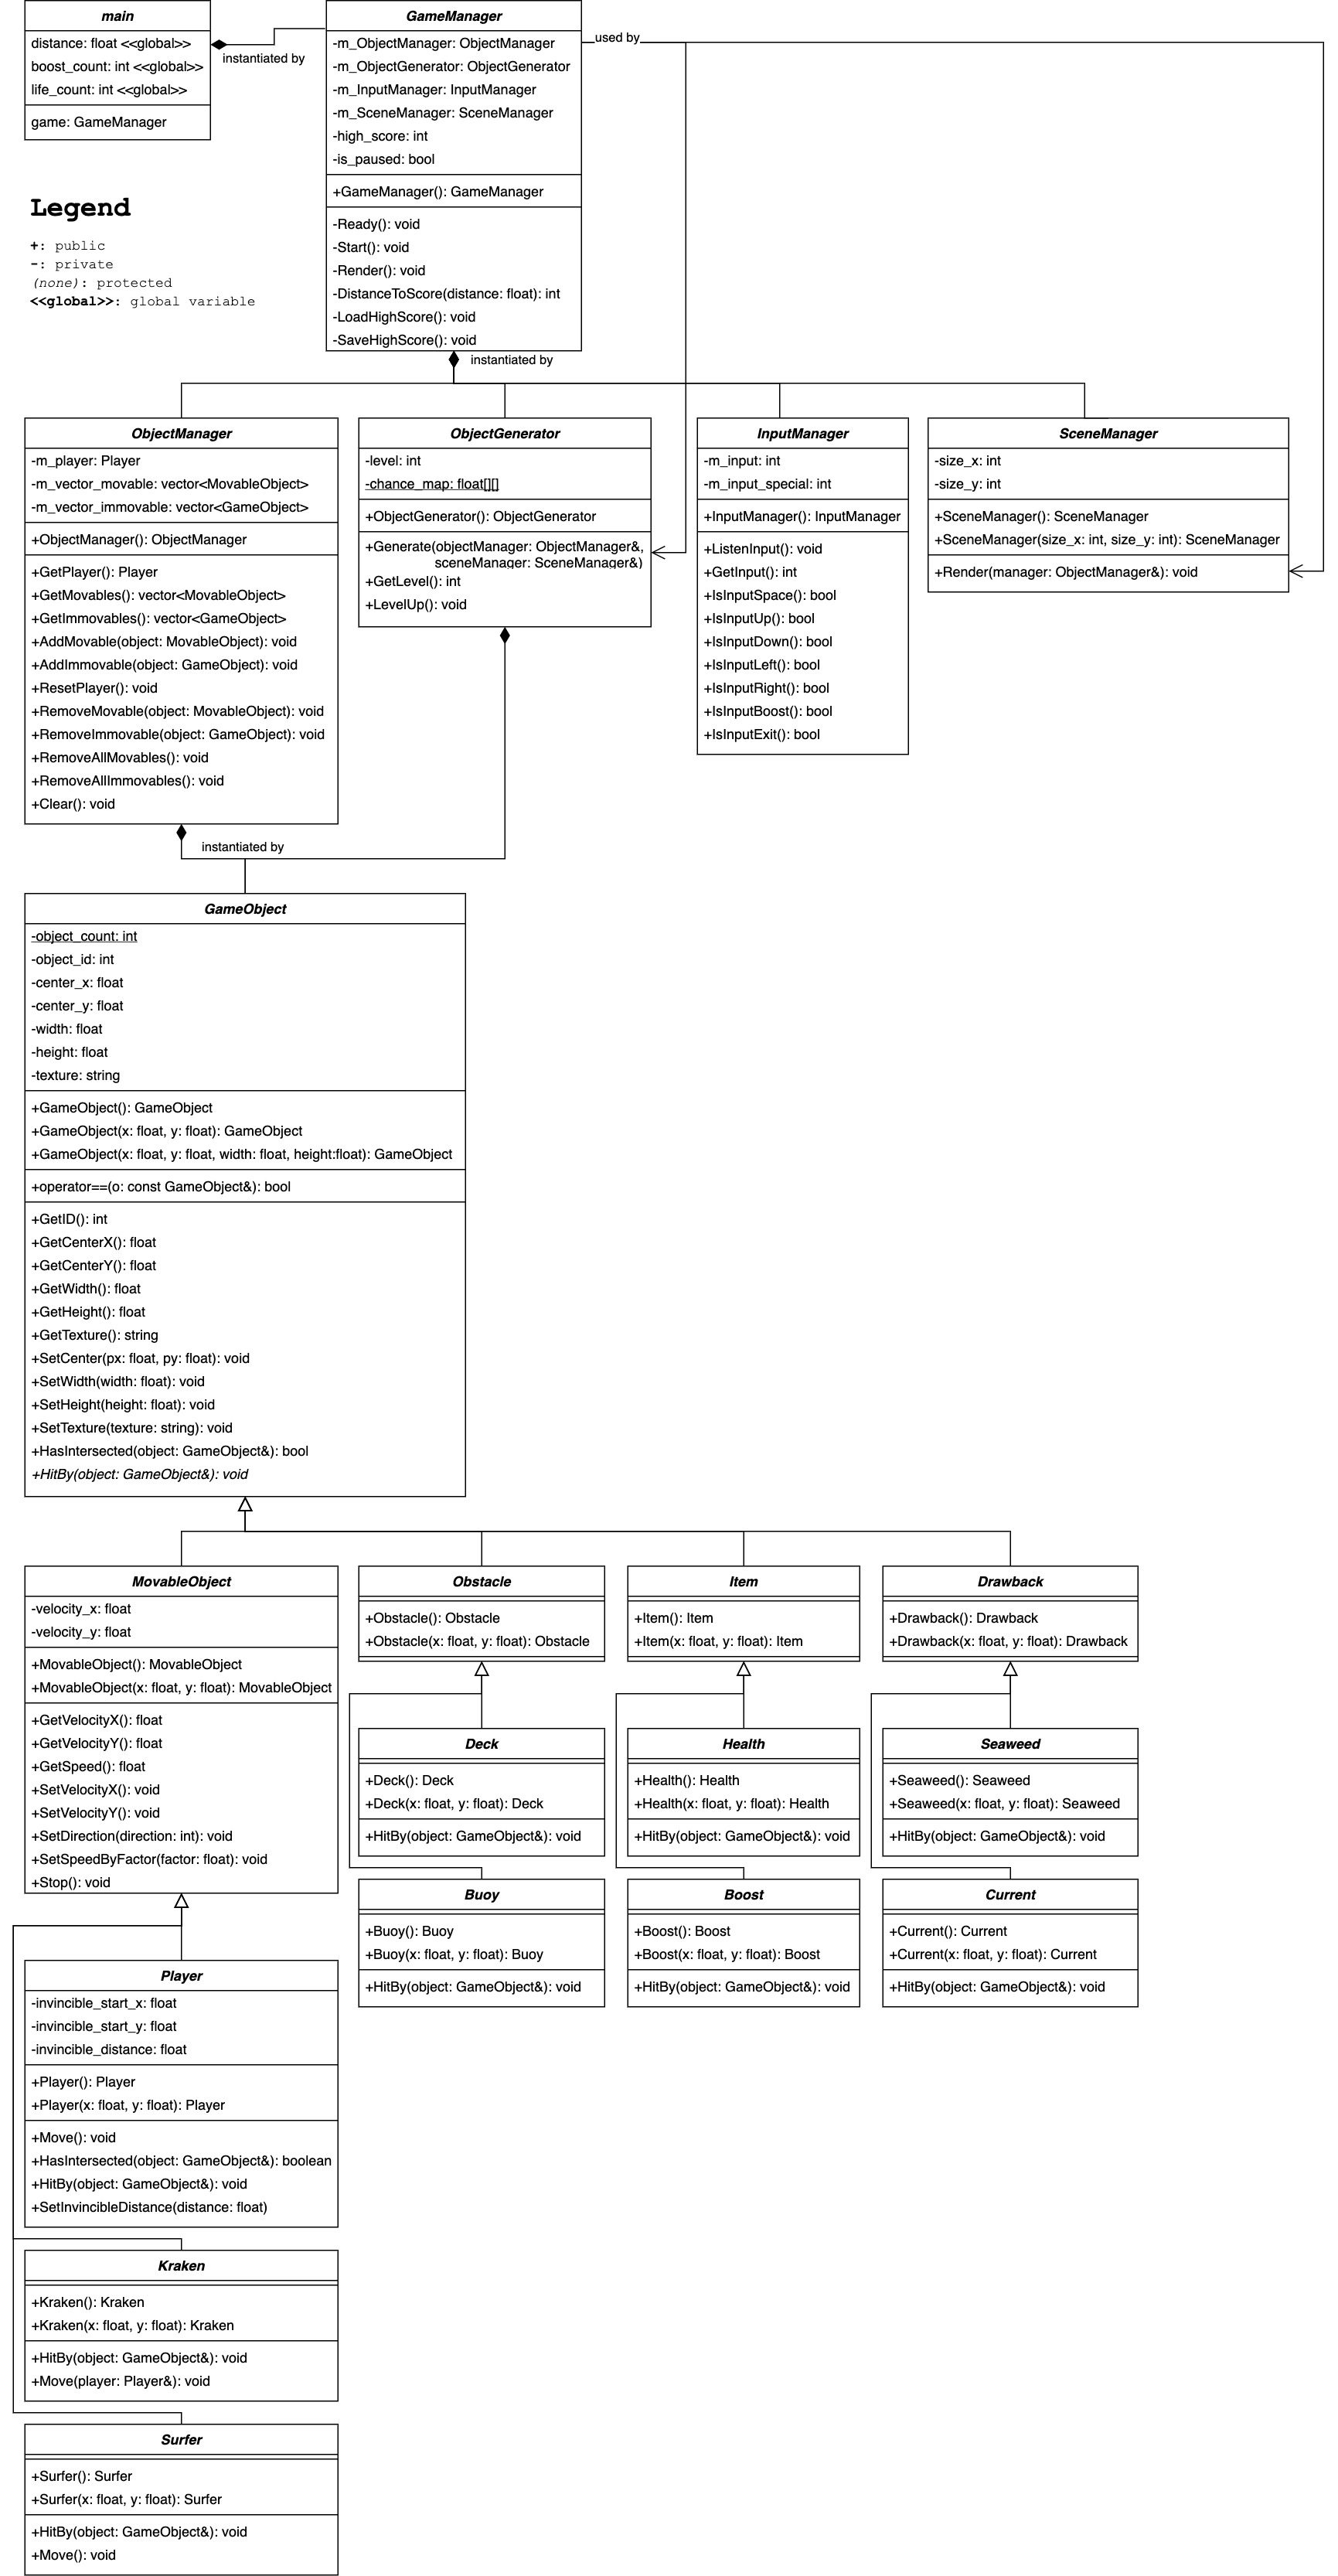 main
distance: float <<global>>
boost_count: int <<global>>
life_count: int <<global>>
game: GameManager
instantiated by
GameManager
-m_ObjectManager: ObjectManager
-m_ObjectGenerator: ObjectGenerator
-m_InputManager: InputManager
-m_SceneManager: SceneManager
-high_score: int
-is_paused: bool
+GameManager(): GameManager
-Ready(): void
-Start(): void
-Render(): void
-DistanceToScore(distance: float): int
-LoadHighScore(): void
-SaveHighScore(): void
used by
Legend
+: public
-: private
(none): protected
<<global>>: global variable
instantiated by
ObjectManager
-m_player: Player
-m_vector_movable: vector<MovableObject>
-m_vector_immovable: vector<GameObject>
+ObjectManager(): ObjectManager
+GetPlayer(): Player
+GetMovables(): vector<MovableObject>
+GetImmovables(): vector<GameObject>
+AddMovable(object: MovableObject): void
+AddImmovable(object: GameObject): void
+ResetPlayer(): void
+RemoveMovable(object: MovableObject): void
+RemoveImmovable(object: GameObject): void
+RemoveAllMovables(): void
+RemoveAllImmovables(): void
+Clear(): void
ObjectGenerator
-level: int
-chance_map: float[][]
+ObjectGenerator(): ObjectGenerator
+Generate(objectManager: ObjectManager&,
sceneManager: SceneManager&)
+GetLevel(): int
+LevelUp(): void
InputManager
-m_input: int
-m_input_special: int
+InputManager(): InputManager
+ListenInput(): void
+GetInput(): int
+IsInputSpace(): bool
+IsInputUp(): bool
+IsInputDown(): bool
+IsInputLeft(): bool
+IsInputRight(): bool
+IsInputBoost(): bool
+IsInputExit(): bool
SceneManager
-size_x: int
-size_y: int
+SceneManager(): SceneManager
+SceneManager(size_x: int, size_y: int): SceneManager
+Render(manager: ObjectManager&): void
instantiated by
GameObject
-object_count: int
-object_id: int
-center_x: float
-center_y: float
-width: float
-height: float
-texture: string
+GameObject(): GameObject
+GameObject(x: float, y: float): GameObject
+GameObject(x: float, y: float, width: float, height:float): GameObject
+operator==(o: const GameObject&): bool
+GetID(): int
+GetCenterX(): float
+GetCenterY(): float
+GetWidth(): float
+GetHeight(): float
+GetTexture(): string
+SetCenter(px: float, py: float): void
+SetWidth(width: float): void
+SetHeight(height: float): void
+SetTexture(texture: string): void
+HasIntersected(object: GameObject&): bool
+HitBy(object: GameObject&): void
MovableObject
-velocity_x: float
-velocity_y: float
+MovableObject(): MovableObject
+MovableObject(x: float, y: float): MovableObject
+GetVelocityX(): float
+GetVelocityY(): float
+GetSpeed(): float
+SetVelocityX(): void
+SetVelocityY(): void
+SetDirection(direction: int): void
+SetSpeedByFactor(factor: float): void
+Stop(): void
Obstacle
+Obstacle(): Obstacle
+Obstacle(x: float, y: float): Obstacle
Item
+Item(): Item
+Item(x: float, y: float): Item
Drawback
+Drawback(): Drawback
+Drawback(x: float, y: float): Drawback
Deck
+Deck(): Deck
+Deck(x: float, y: float): Deck
+HitBy(object: GameObject&): void
Health
+Health(): Health
+Health(x: float, y: float): Health
+HitBy(object: GameObject&): void
Seaweed
+Seaweed(): Seaweed
+Seaweed(x: float, y: float): Seaweed
+HitBy(object: GameObject&): void
Buoy
+Buoy(): Buoy
+Buoy(x: float, y: float): Buoy
+HitBy(object: GameObject&): void
Boost
+Boost(): Boost
+Boost(x: float, y: float): Boost
+HitBy(object: GameObject&): void
Current
+Current(): Current
+Current(x: float, y: float): Current
+HitBy(object: GameObject&): void
Player
-invincible_start_x: float
-invincible_start_y: float
-invincible_distance: float
+Player(): Player
+Player(x: float, y: float): Player
+Move(): void
+HasIntersected(object: GameObject&): boolean
+HitBy(object: GameObject&): void
+SetInvincibleDistance(distance: float)
Kraken
+Kraken(): Kraken
+Kraken(x: float, y: float): Kraken
+HitBy(object: GameObject&): void
+Move(player: Player&): void
Surfer
+Surfer(): Surfer
+Surfer(x: float, y: float): Surfer
+HitBy(object: GameObject&): void
+Move(): void